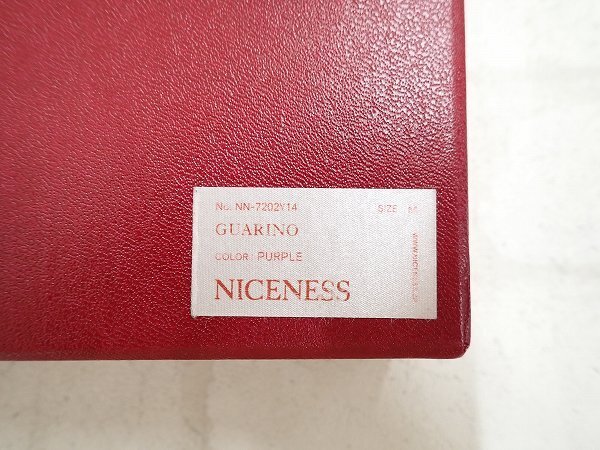 No. NN-7202Y14 SIZE
GUARINO
COLOR: PURPLE
NICENESS